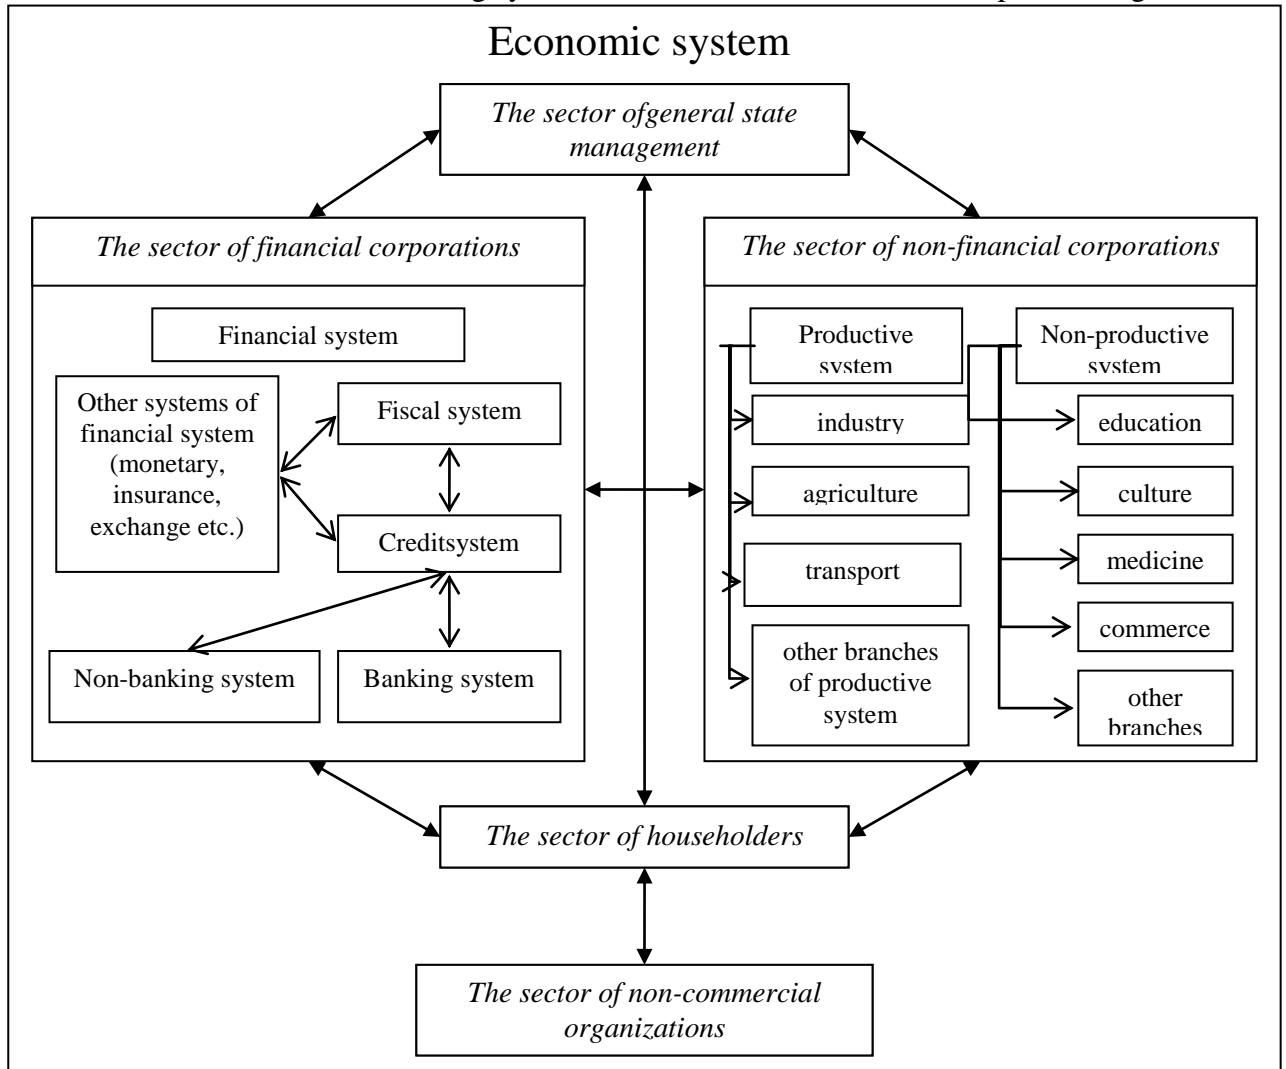 Economic system
The sector ofgeneral state
management
The sector of financial corporations
The sector of non-financial corporations
Financial system
Other systems of
financial system
(monetary,
insurance,
exchange etc.)
Fiscal system
Creditsystem
Non-banking system
Banking system
Productive
system
industry
agriculture
transport
other branches
of productive
system
Non-productive
system
education
culture
medicine
commerce
other
branches
The sector of householders
The sector of non-commercial
organizations